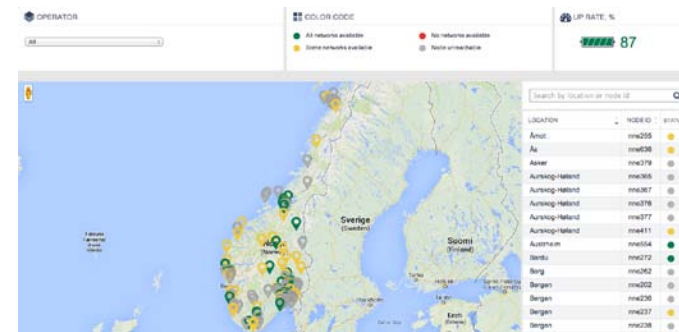 OPERATOR
All
COLOR CODE
All networks available
No networks available
Some networks available
Node unreachable
UP RATE, %
87
Search by location or node id
LOCATION NODE ID STATUS
Åmot nne255
Ås nne636
Asker nne379
Aurskog-Høland nne365
Aurskog-Høland nne367
Aurskog-Høland nne376
Aurskog-Høland nne377
Aurskog-Høland nne411
Austrheim nne554
Bardu nne272
Berg nne262
Bergen nne202
Bergen nne236
Bergen nne237
Bergen nne238
Sverige
(Sweden)
Suomi
(Finland)
Eesti